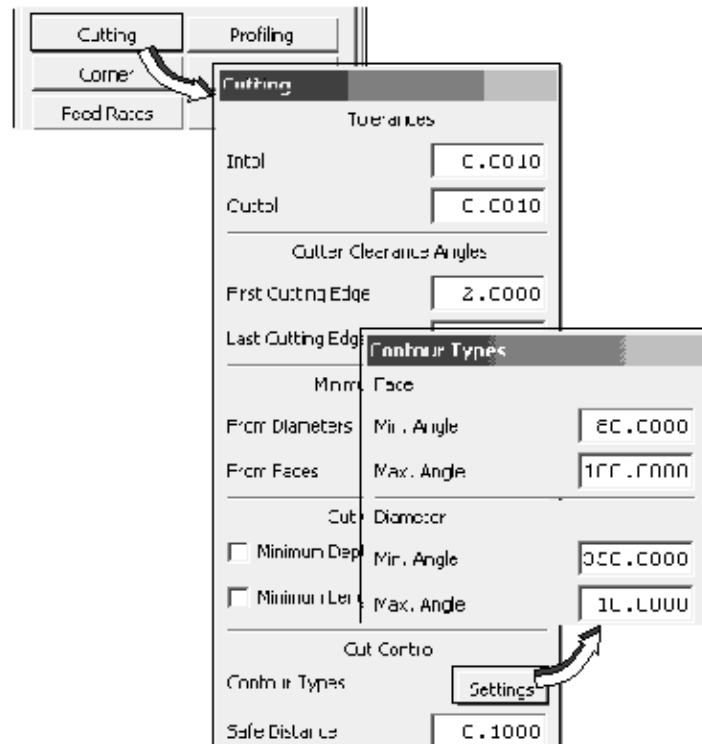 Cutting
Profiling
Corner
Feed Rates
Cutting
Tolerances
Intol 0.0010
Outtol 0.0010
Cutter Clearance Angles
First Cutting Edge 2.0000
Last Cutting Edg
Minimu
From Diameters
From Faces
Cut
Minimum Dep
Minimum Len
Cut Contro
Contour Types Settings
Safe Distance 0.1000
Contour Types
Face
Min. Angle 80.0000
Max. Angle 100.0000
Diameter
Min. Angle 350.0000
Max. Angle 10.0000